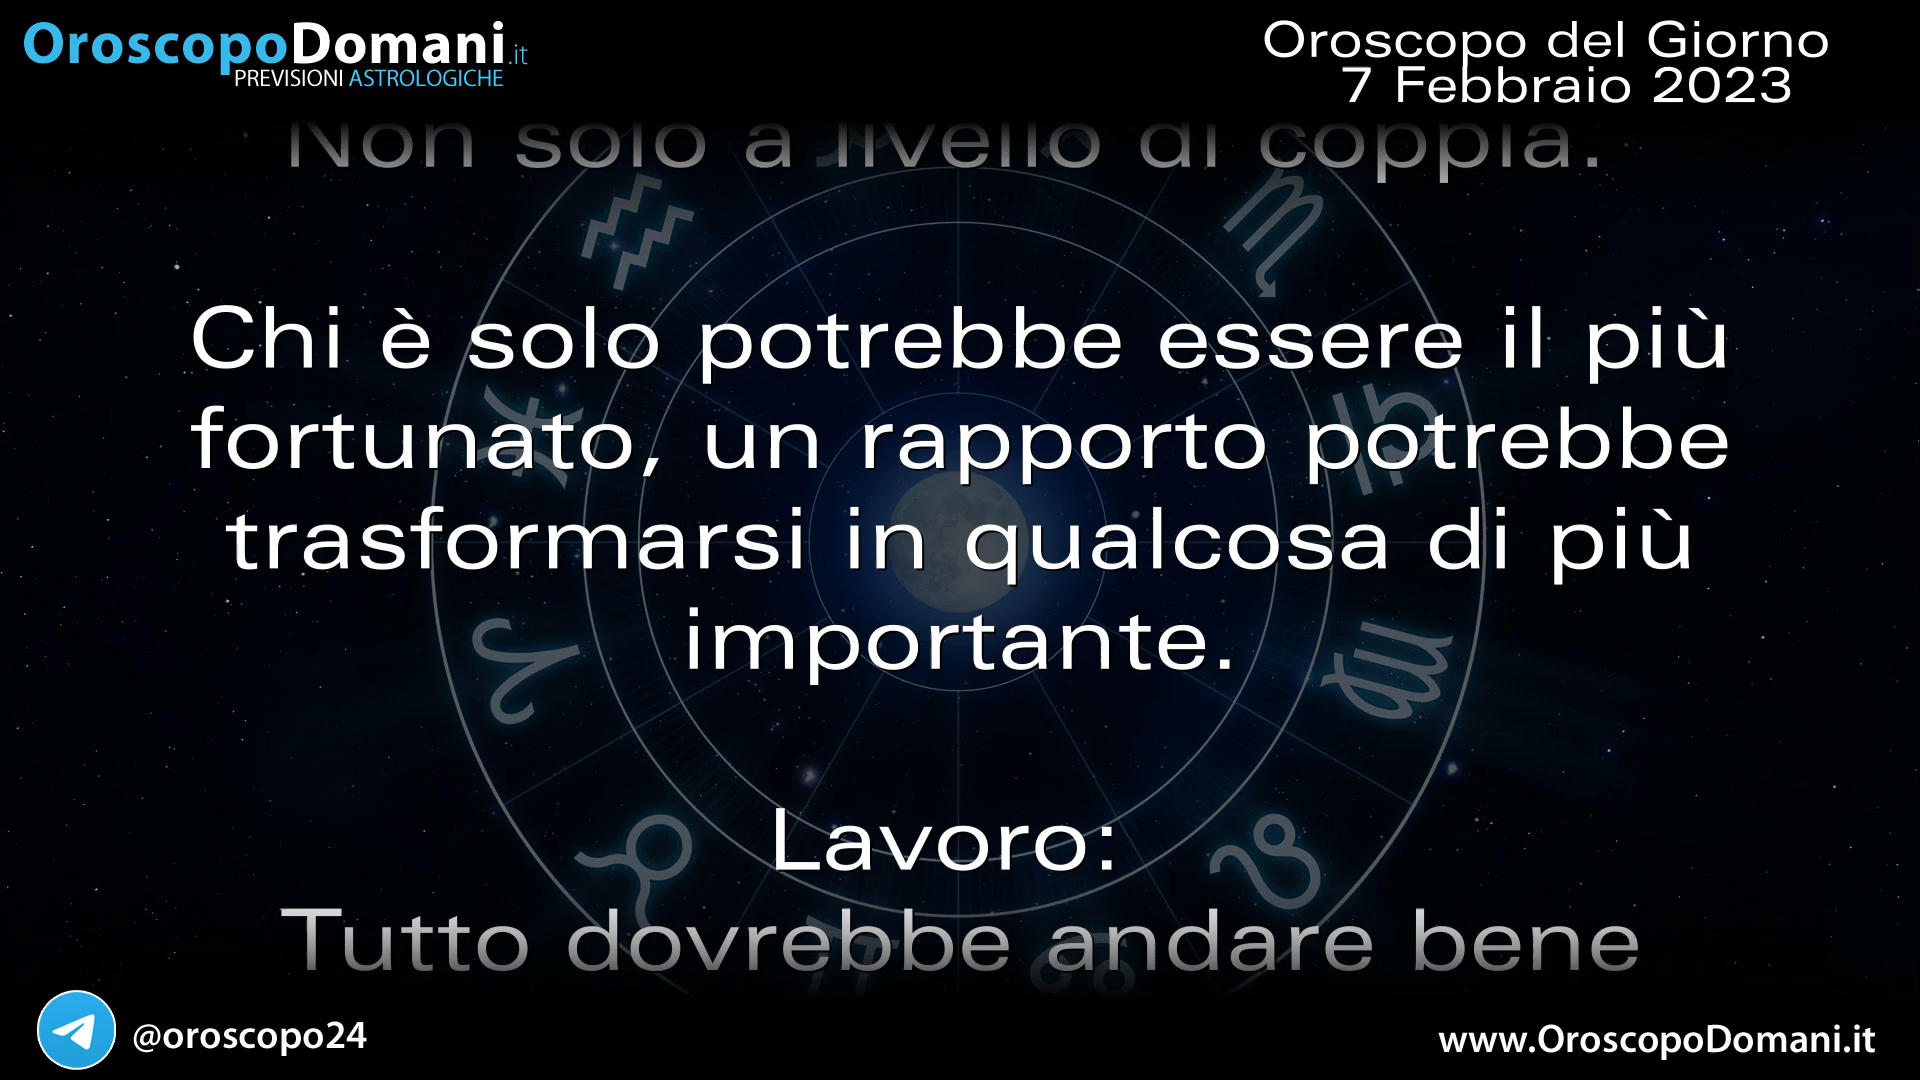 OroscopoDomani.it
PREVISIONI ASTROLOGICHE
Oroscopo del Giorno
7 Febbraio 2023
Non solo a livello di coppia.
Chi è solo potrebbe essere il più
fortunato, un rapporto potrebbe
trasformarsi in qualcosa di più
importante.
Lavoro:
Tutto dovrebbe andare bene
@oroscopo24
www.OroscopoDomani.it